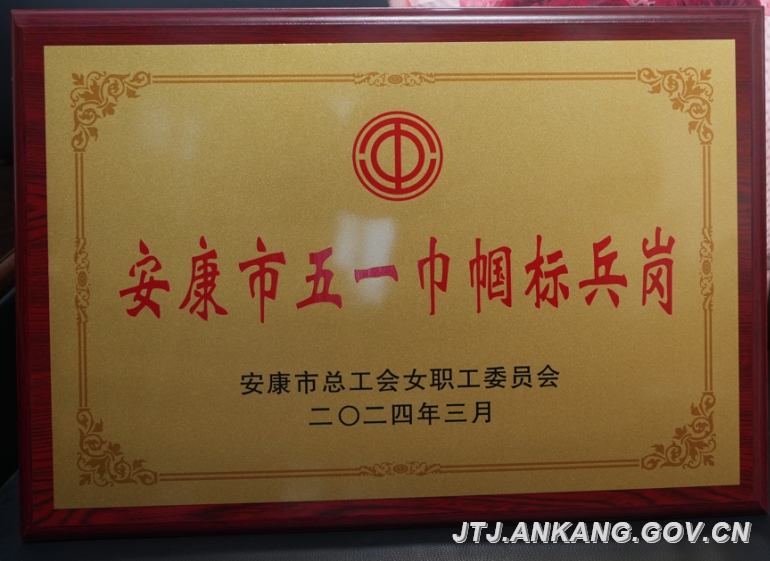 安康市五一巾帼标兵岗
安康市总工会女职工委员会
二〇二四年三月
JTJ.ANKANG.GOV.CN